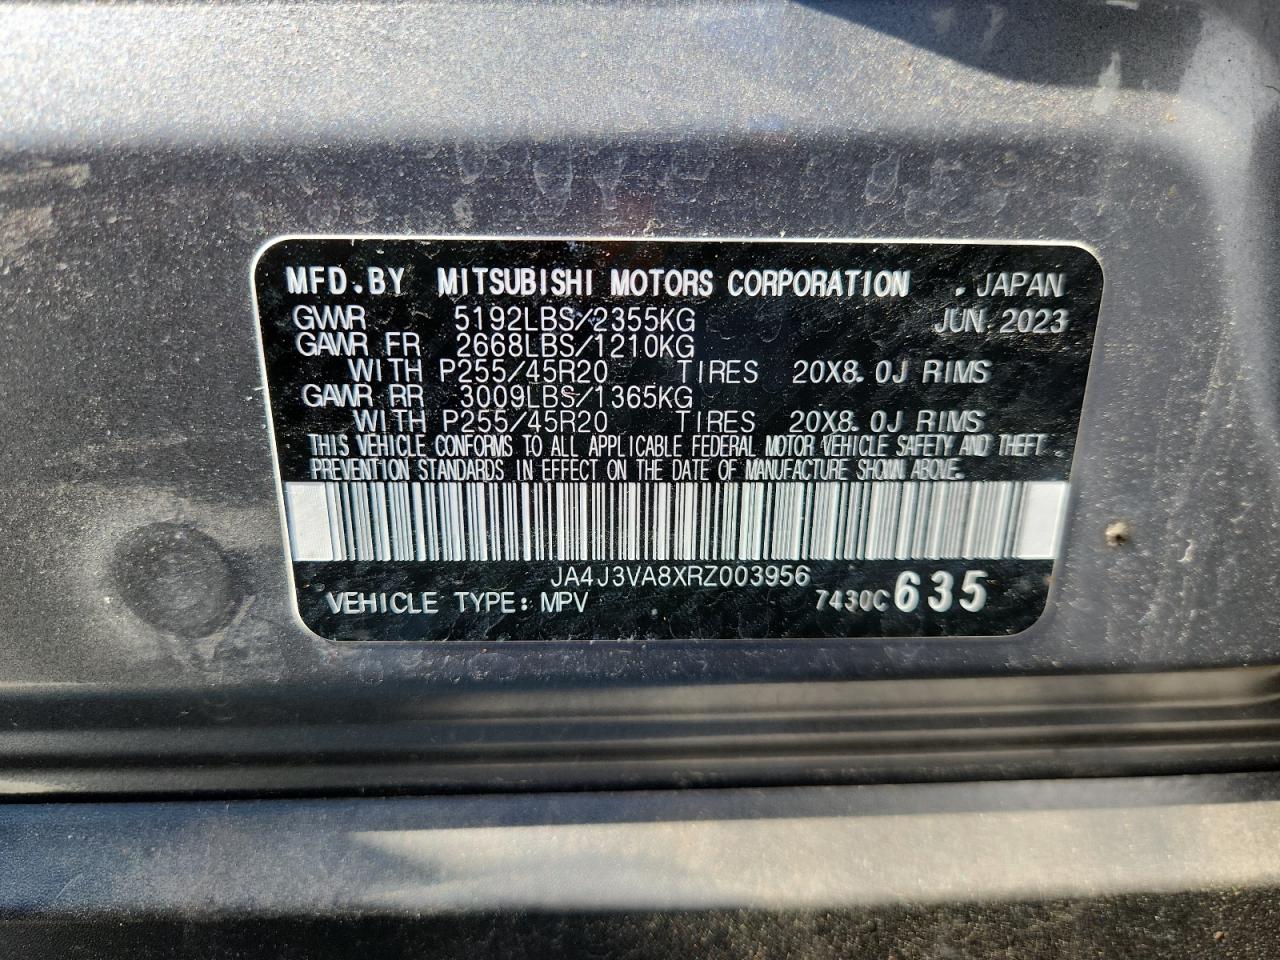 MFD.BY MITSUBISHI MOTORS CORPORATION , JAPAN
GVWR 5192LBS/2355KG JUN 2023
GAWR FR 2668LBS/1210KG
WITH P255/45R20 TIRES 20X8.0J RIMS
GAWR RR 3009LBS/1365KG
WITH P255/45R20 TIRES 20X8.0J RIMS
THIS VEHICLE CONFORMS TO ALL APPLICABLE FEDERAL MOTOR VEHICLE SAFETY AND THEFT
PREVENTION STANDARDS IN EFFECT ON THE DATE OF MANUFACTURE SHOWN ABOVE.
JA4J3VA8XRZ003956
VEHICLE TYPE: MPV 7430C 635